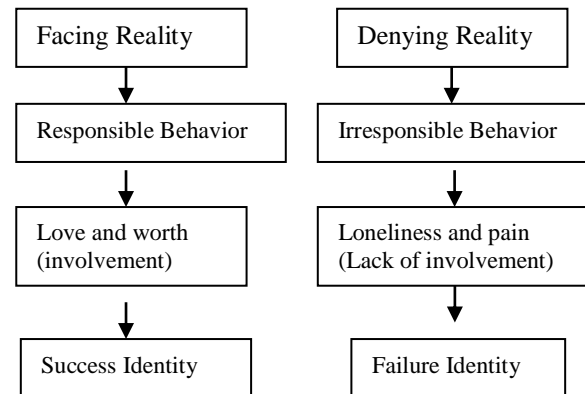 Facing Reality
Responsible Behavior
Love and worth
(involvement)
Success Identity
Denying Reality
Irresponsible Behavior
Loneliness and pain
(Lack of involvement)
Failure Identity